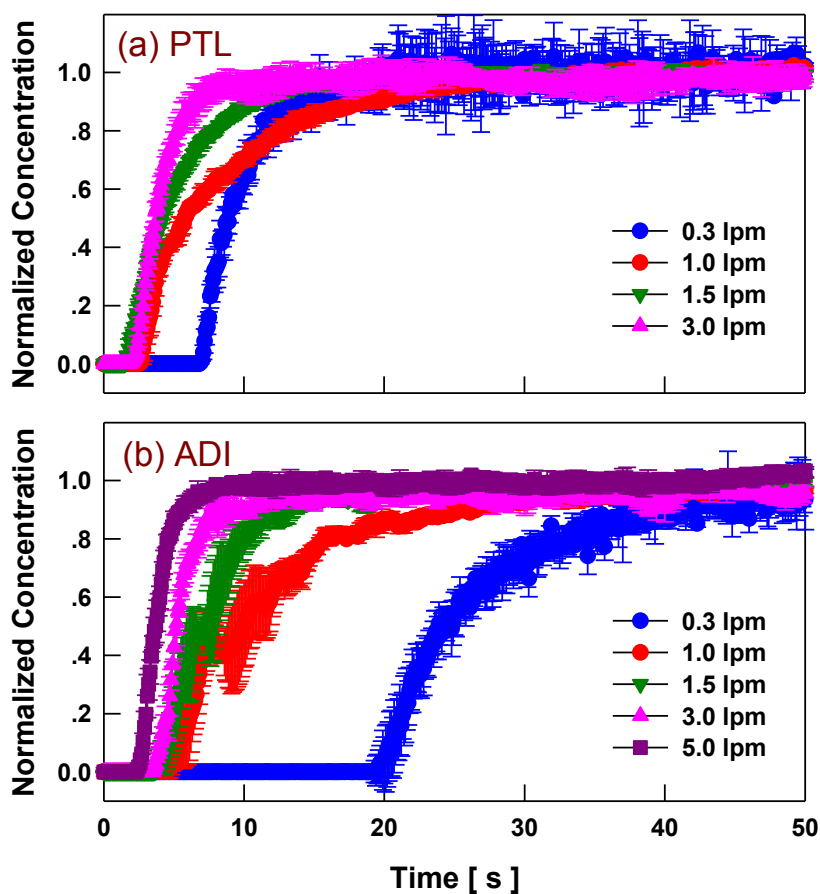 (a) PTL
Normalized Concentration
1.0
.8
.6
.4
.2
0.0
0.3 lpm
1.0 lpm
1.5 lpm
3.0 lpm
(b) ADI
Normalized Concentration
1.0
.8
.6
.4
.2
0.0
0.3 lpm
1.0 lpm
1.5 lpm
3.0 lpm
5.0 lpm
0 10 20 30 40 50
Time [ s ]